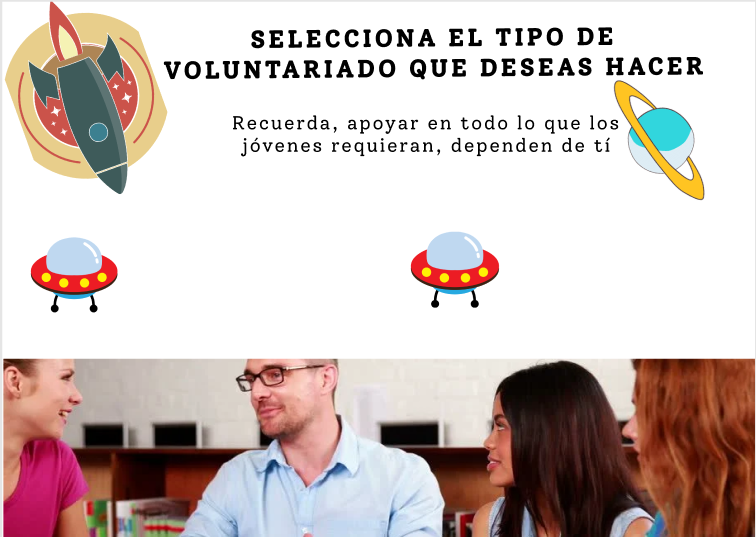 SELECCIONA EL TIPO DE
VOLUNTARIADO QUE DESEAS HACER
Recuerda, apoyar en todo lo que los
jóvenes requieran, dependen de tí